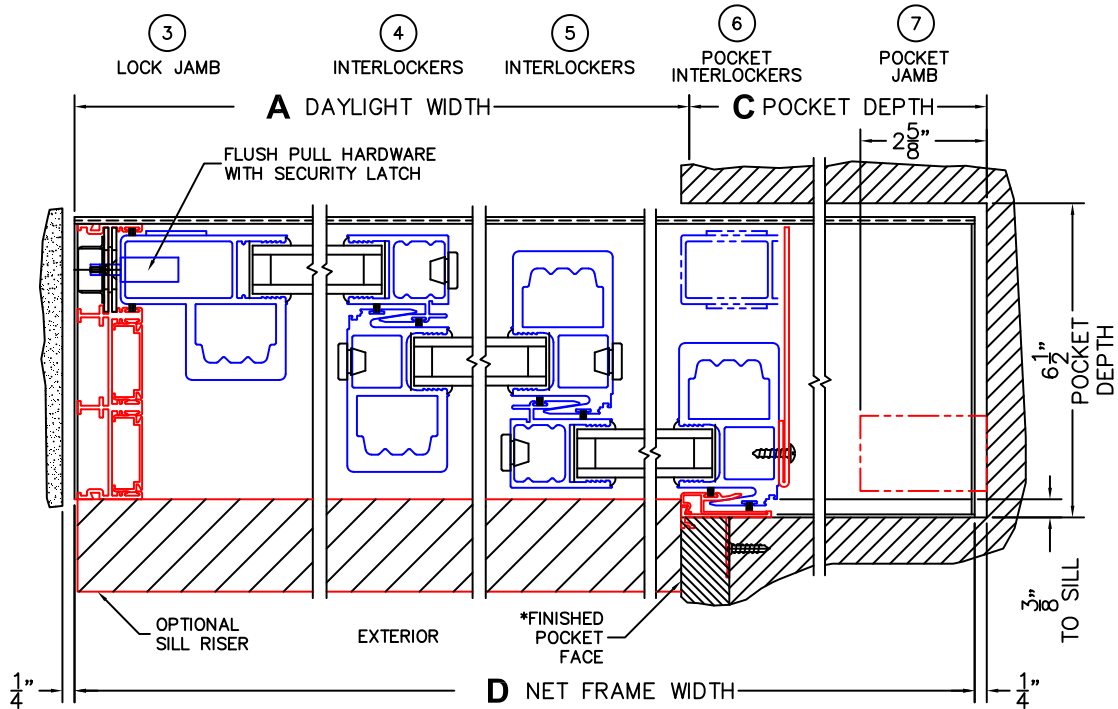 3
LOCK JAMB
4
INTERLOCKERS
5
INTERLOCKERS
6
POCKET
INTERLOCKERS
7
POCKET
JAMB
A DAYLIGHT WIDTH
C POCKET DEPTH
2 5/8"
FLUSH PULL HARDWARE
WITH SECURITY LATCH
6 1/2"
POCKET
DEPTH
3/8"
TO SILL
OPTIONAL
SILL RISER
EXTERIOR
*FINISHED
POCKET
FACE
1/4"
D NET FRAME WIDTH
1/4"